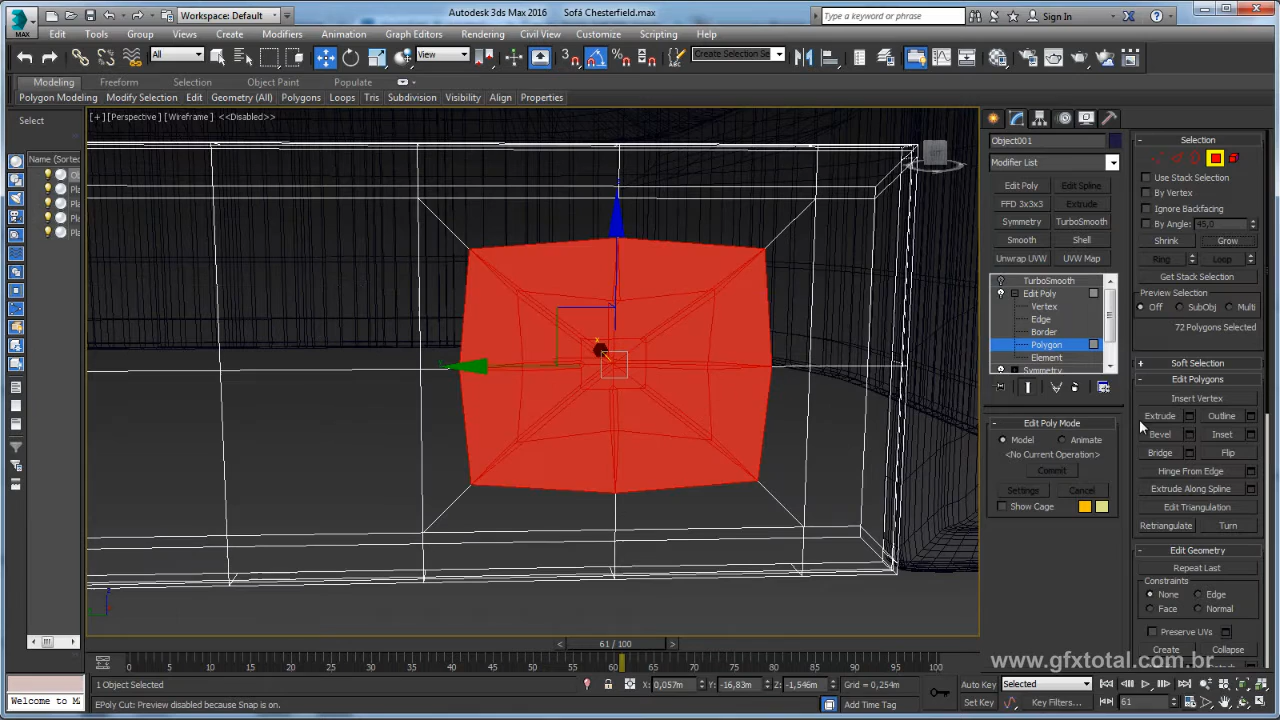 Autodesk 3ds Max 2016 Sofá Chesterfield.max
MAX Workspace: Default Type a keyword or phrase Sign In
Edit Tools Group Views Create Modifiers Animation Graph Editors Rendering Civil View Customize Scripting Help
All View Create Selection Se
Modeling Freeform Selection Object Paint Populate
Polygon Modeling Modify Selection Edit Geometry (All) Polygons Loops Tris Subdivision Visibility Align Properties
Select
Name (Sorted
Ob
Pla
Pla
Pla
Pla
[ + ] [Perspective ] [Wireframe ] <<Disabled>>
Object001
Modifier List
Edit Poly Edit Spline
FFD 3x3x3 Extrude
Symmetry TurboSmooth
Smooth Shell
Unwrap UVW UVW Map
TurboSmooth
Edit Poly
Vertex
Edge
Border
Polygon
Element
Symmetry
Edit Poly Mode
Model Animate
<No Current Operation>
Commit
Settings Cancel
Show Cage
Selection
Use Stack Selection
By Vertex
Ignore Backfacing
By Angle: 45,0
Shrink Grow
Ring Loop
Get Stack Selection
Preview Selection
Off SubObj Multi
72 Polygons Selected
Soft Selection
Edit Polygons
Insert Vertex
Extrude Outline
Bevel Inset
Bridge Flip
Hinge From Edge
Extrude Along Spline
Edit Triangulation
Retriangulate Turn
Edit Geometry
Repeat Last
Constraints
None Edge
Face Normal
Preserve UVs
Create Collapse
61 / 100
0 5 10 15 20 25 30 35 40 45 50 55 60 65 70 75 80 85 90 95 100
www.gfxtotal.com.br
1 Object Selected X: 0,057m Y: -16,83m Z: -1,546m Grid = 0,254m Auto Key Selected
Welcome to M EPoly Cut: Preview disabled because Snap is on. Add Time Tag Set Key Key Filters... 61